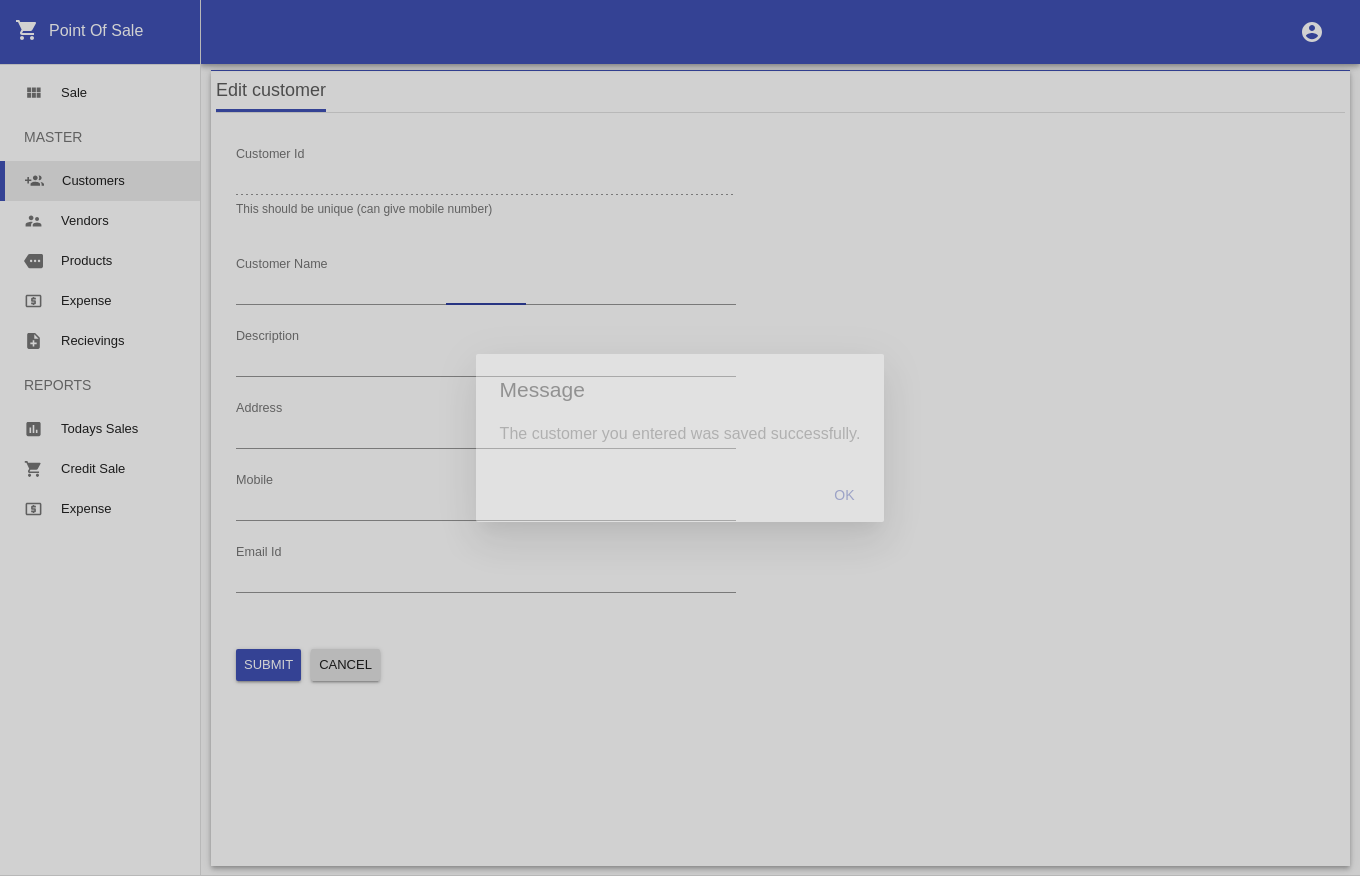 Point Of Sale
Sale
MASTER
Customers
Vendors
Products
Expense
Recievings
REPORTS
Todays Sales
Credit Sale
Expense
Edit customer
Customer Id
This should be unique (can give mobile number)
Customer Name
Description
Address
Mobile
Email Id
SUBMIT CANCEL
Message
The customer you entered was saved successfully.
OK